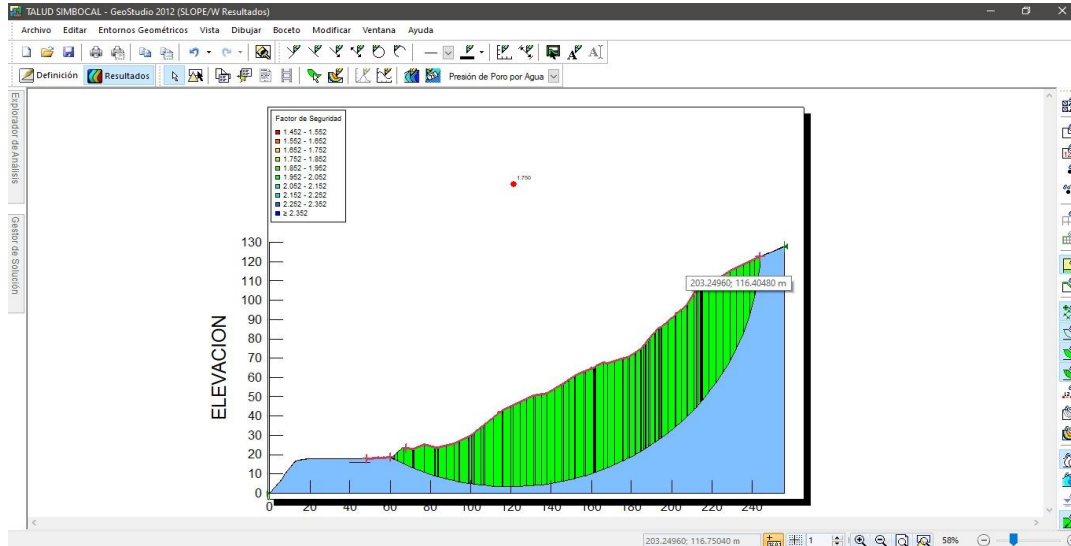 TALUD SIMBOCAL - GeoStudio 2012 (SLOPE/W Resultados)
Archivo Editar Entornos Geométricos Vista Dibujar Boceto Modificar Ventana Ayuda
Definición Resultados Presión de Poro por Agua
Explorador de Análisis
Gestor de Solución
Factor de Seguridad
1.452 - 1.552
1.552 - 1.652
1.652 - 1.752
1.752 - 1.852
1.852 - 1.952
1.952 - 2.052
2.052 - 2.152
2.152 - 2.252
2.252 - 2.352
≥ 2.352
1.750
ELEVACION
130
120
110
100
90
80
70
60
50
40
30
20
10
0
203.24960; 116.40480 m
0 20 40 60 80 100 120 140 160 180 200 220 240
203.24960; 116.75040 m 1 58%